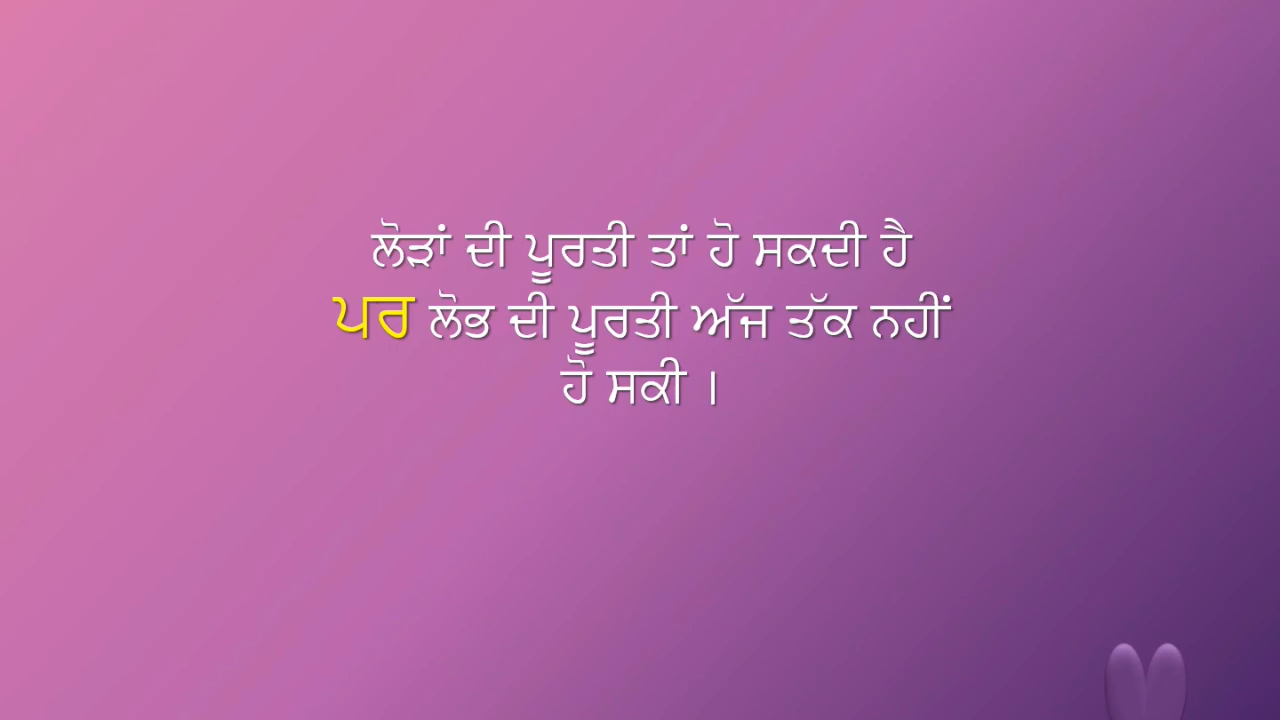 ਲੋੜਾਂ ਦੀ ਪੂਰਤੀ ਤਾਂ ਹੋ ਸਕਦੀ ਹੈ
ਪਰ ਲੋਭ ਦੀ ਪੂਰਤੀ ਅੱਜ ਤੱਕ ਨਹੀਂ
ਹੋ ਸਕੀ ।